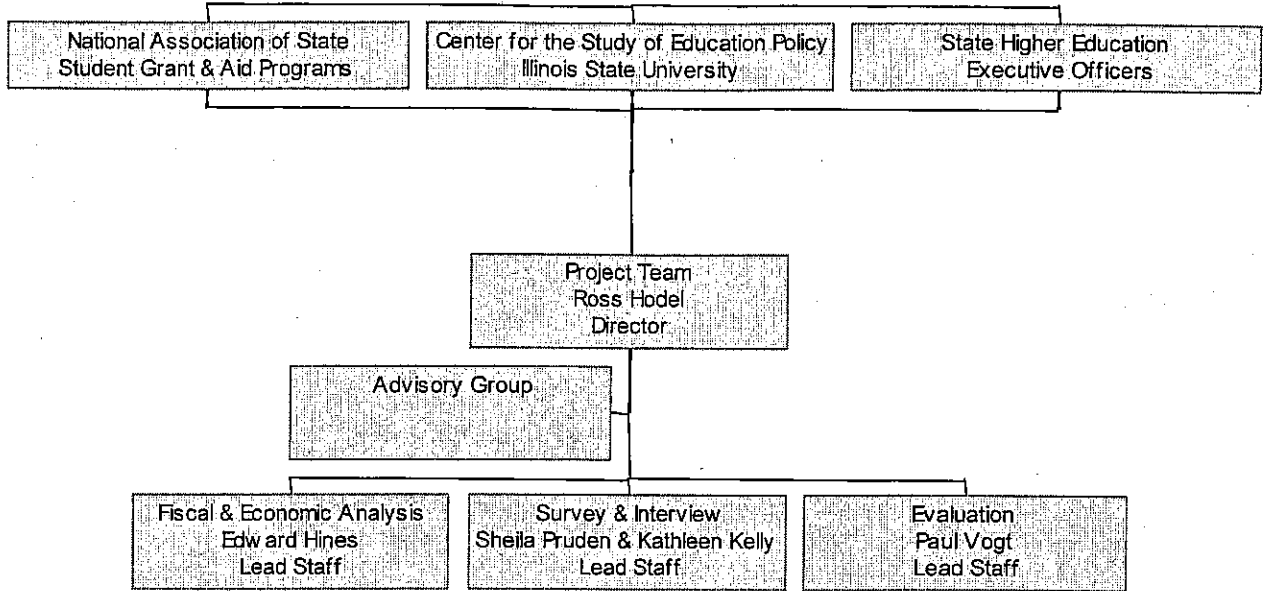 National Association of State
Student Grant & Aid Programs
Center for the Study of Education Policy
Illinois State University
State Higher Education
Executive Officers
Project Team
Ross Hodel
Director
Advisory Group
Fiscal & Economic Analysis
Edward Hines
Lead Staff
Survey & Interview
Sheila Pruden & Kathleen Kelly
Lead Staff
Evaluation
Paul Vogt
Lead Staff